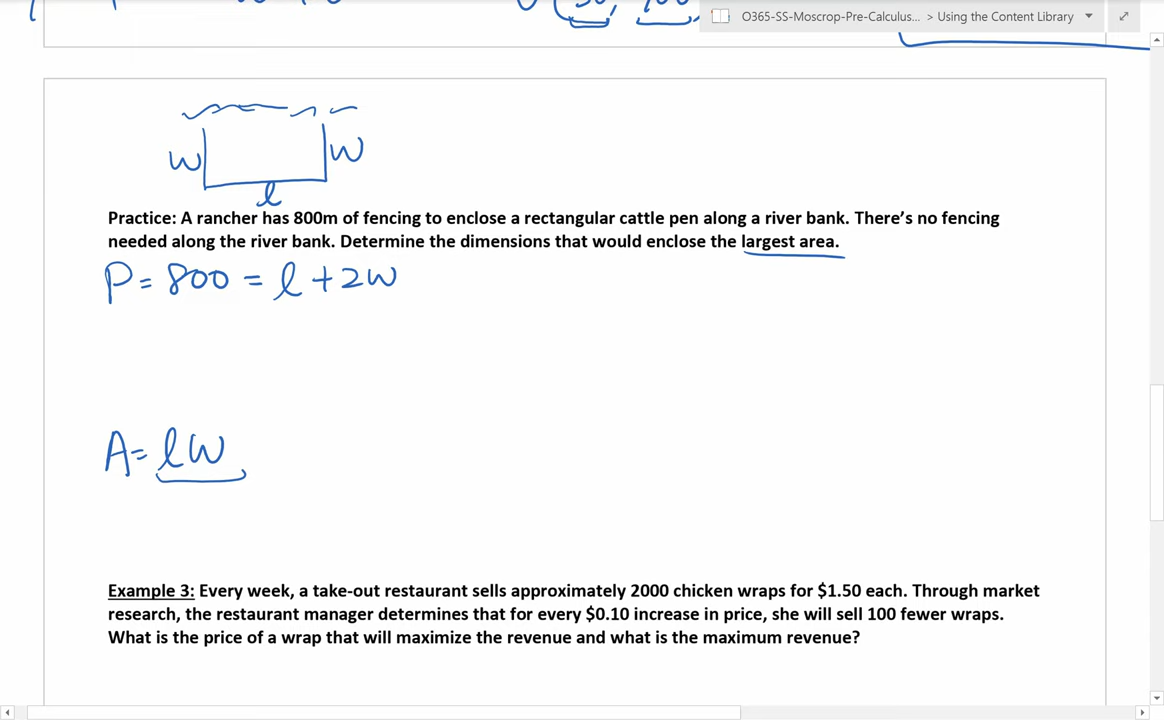 O365-SS-Moscrop-Pre-Calculus... > Using the Content Library
W W
l
Practice: A rancher has 800m of fencing to enclose a rectangular cattle pen along a river bank. There's no fencing
needed along the river bank. Determine the dimensions that would enclose the largest area.
P = 800 = l + 2W
A = lW
Example 3: Every week, a take-out restaurant sells approximately 2000 chicken wraps for $1.50 each. Through market
research, the restaurant manager determines that for every $0.10 increase in price, she will sell 100 fewer wraps.
What is the price of a wrap that will maximize the revenue and what is the maximum revenue?